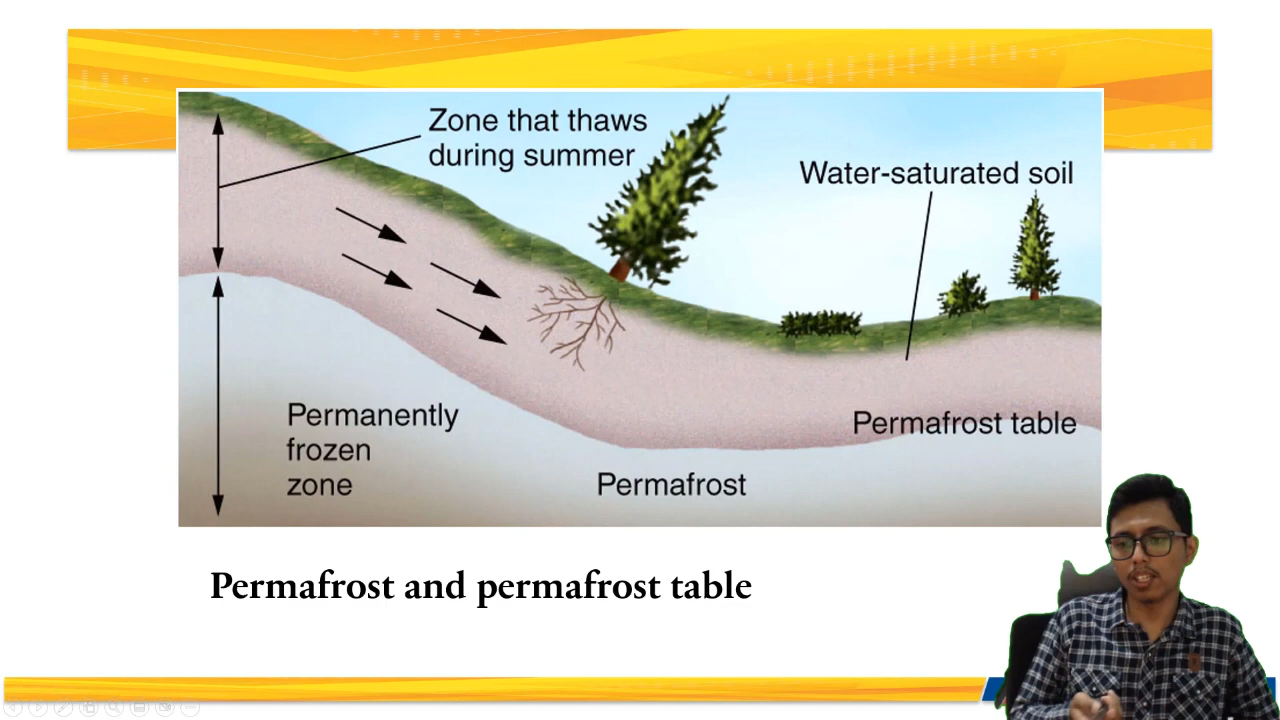 Zone that thaws
during summer
Water-saturated soil
Permanently
frozen
zone
Permafrost table
Permafrost
Permafrost and permafrost table